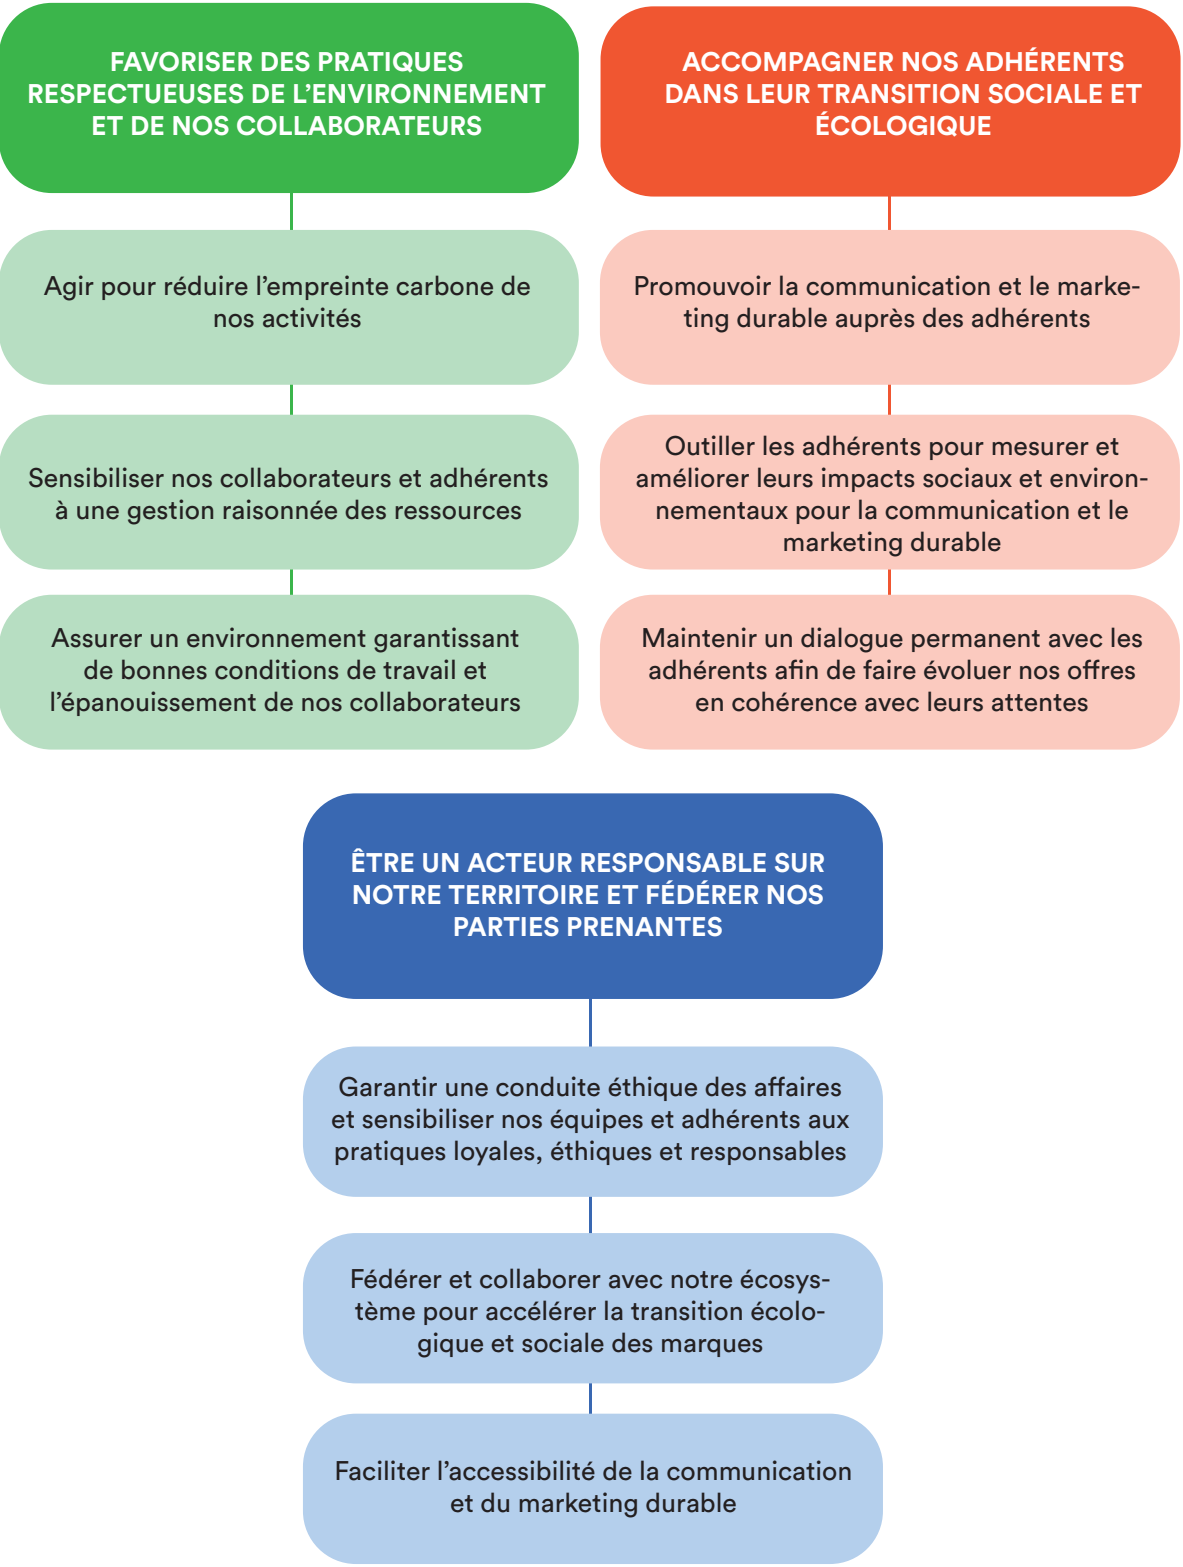 FAVORISER DES PRATIQUES
RESPECTUEUSES DE L’ENVIRONNEMENT
ET DE NOS COLLABORATEURS
Agir pour réduire l’empreinte carbone de
nos activités
Sensibiliser nos collaborateurs et adhérents
à une gestion raisonnée des ressources
Assurer un environnement garantissant
de bonnes conditions de travail et
l’épanouissement de nos collaborateurs
ACCOMPAGNER NOS ADHÉRENTS
DANS LEUR TRANSITION SOCIALE ET
ÉCOLOGIQUE
Promouvoir la communication et le marke-
ting durable auprès des adhérents
Outiller les adhérents pour mesurer et
améliorer leurs impacts sociaux et environ-
nementaux pour la communication et le
marketing durable
Maintenir un dialogue permanent avec les
adhérents afin de faire évoluer nos offres
en cohérence avec leurs attentes
ÊTRE UN ACTEUR RESPONSABLE SUR
NOTRE TERRITOIRE ET FÉDÉRER NOS
PARTIES PRENANTES
Garantir une conduite éthique des affaires
et sensibiliser nos équipes et adhérents aux
pratiques loyales, éthiques et responsables
Fédérer et collaborer avec notre écosys-
tème pour accélérer la transition écolo-
gique et sociale des marques
Faciliter l’accessibilité de la communication
et du marketing durable